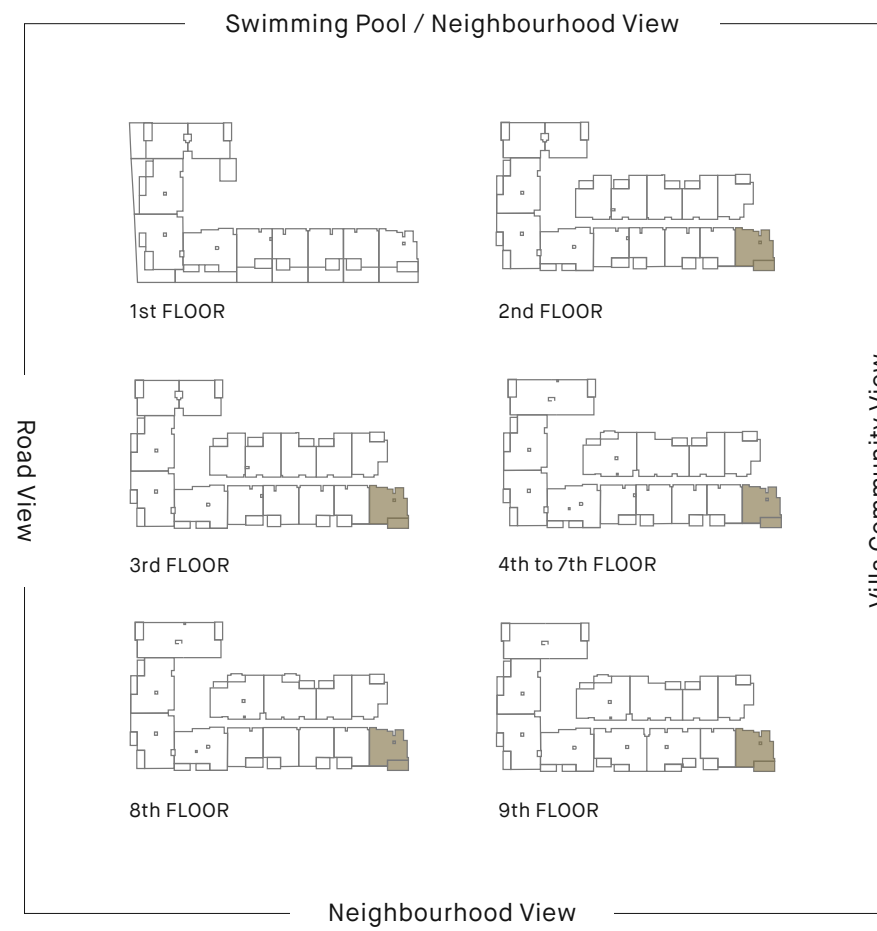 Swimming Pool / Neighbourhood View
1st FLOOR
2nd FLOOR
Road View
Villa Community View
3rd FLOOR
4th to 7th FLOOR
8th FLOOR
9th FLOOR
Neighbourhood View